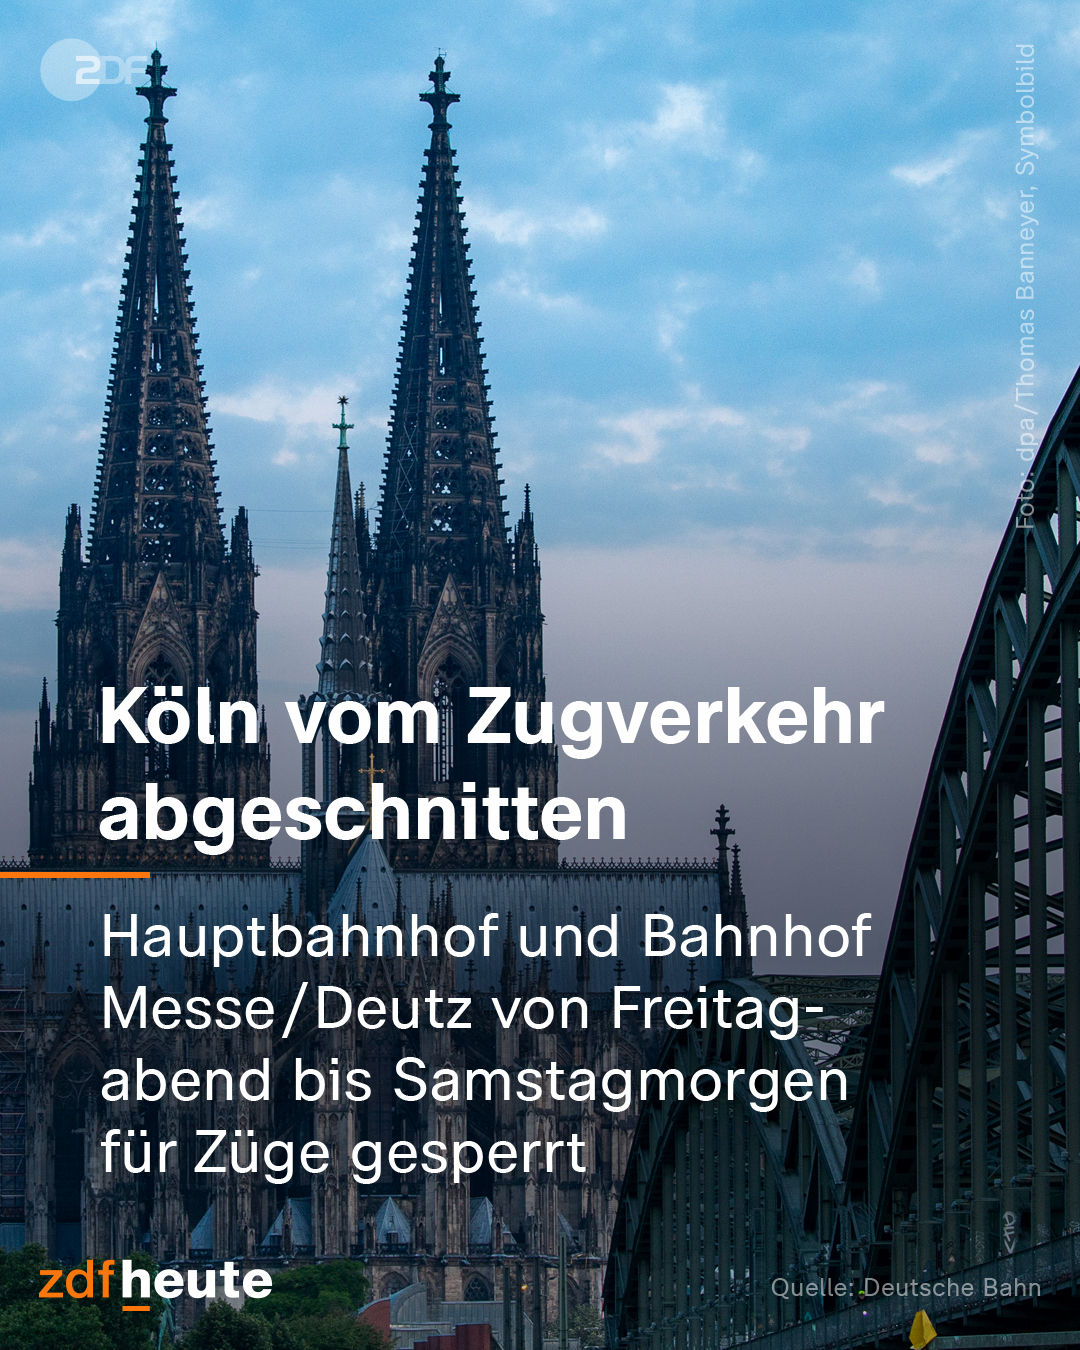 ZDF
Foto: dpa/Thomas Banneyer, Symbolbild
Köln vom Zugverkehr
abgeschnitten
Hauptbahnhof und Bahnhof
Messe/Deutz von Freitag-
abend bis Samstagmorgen
für Züge gesperrt
zdfheute
Quelle: Deutsche Bahn